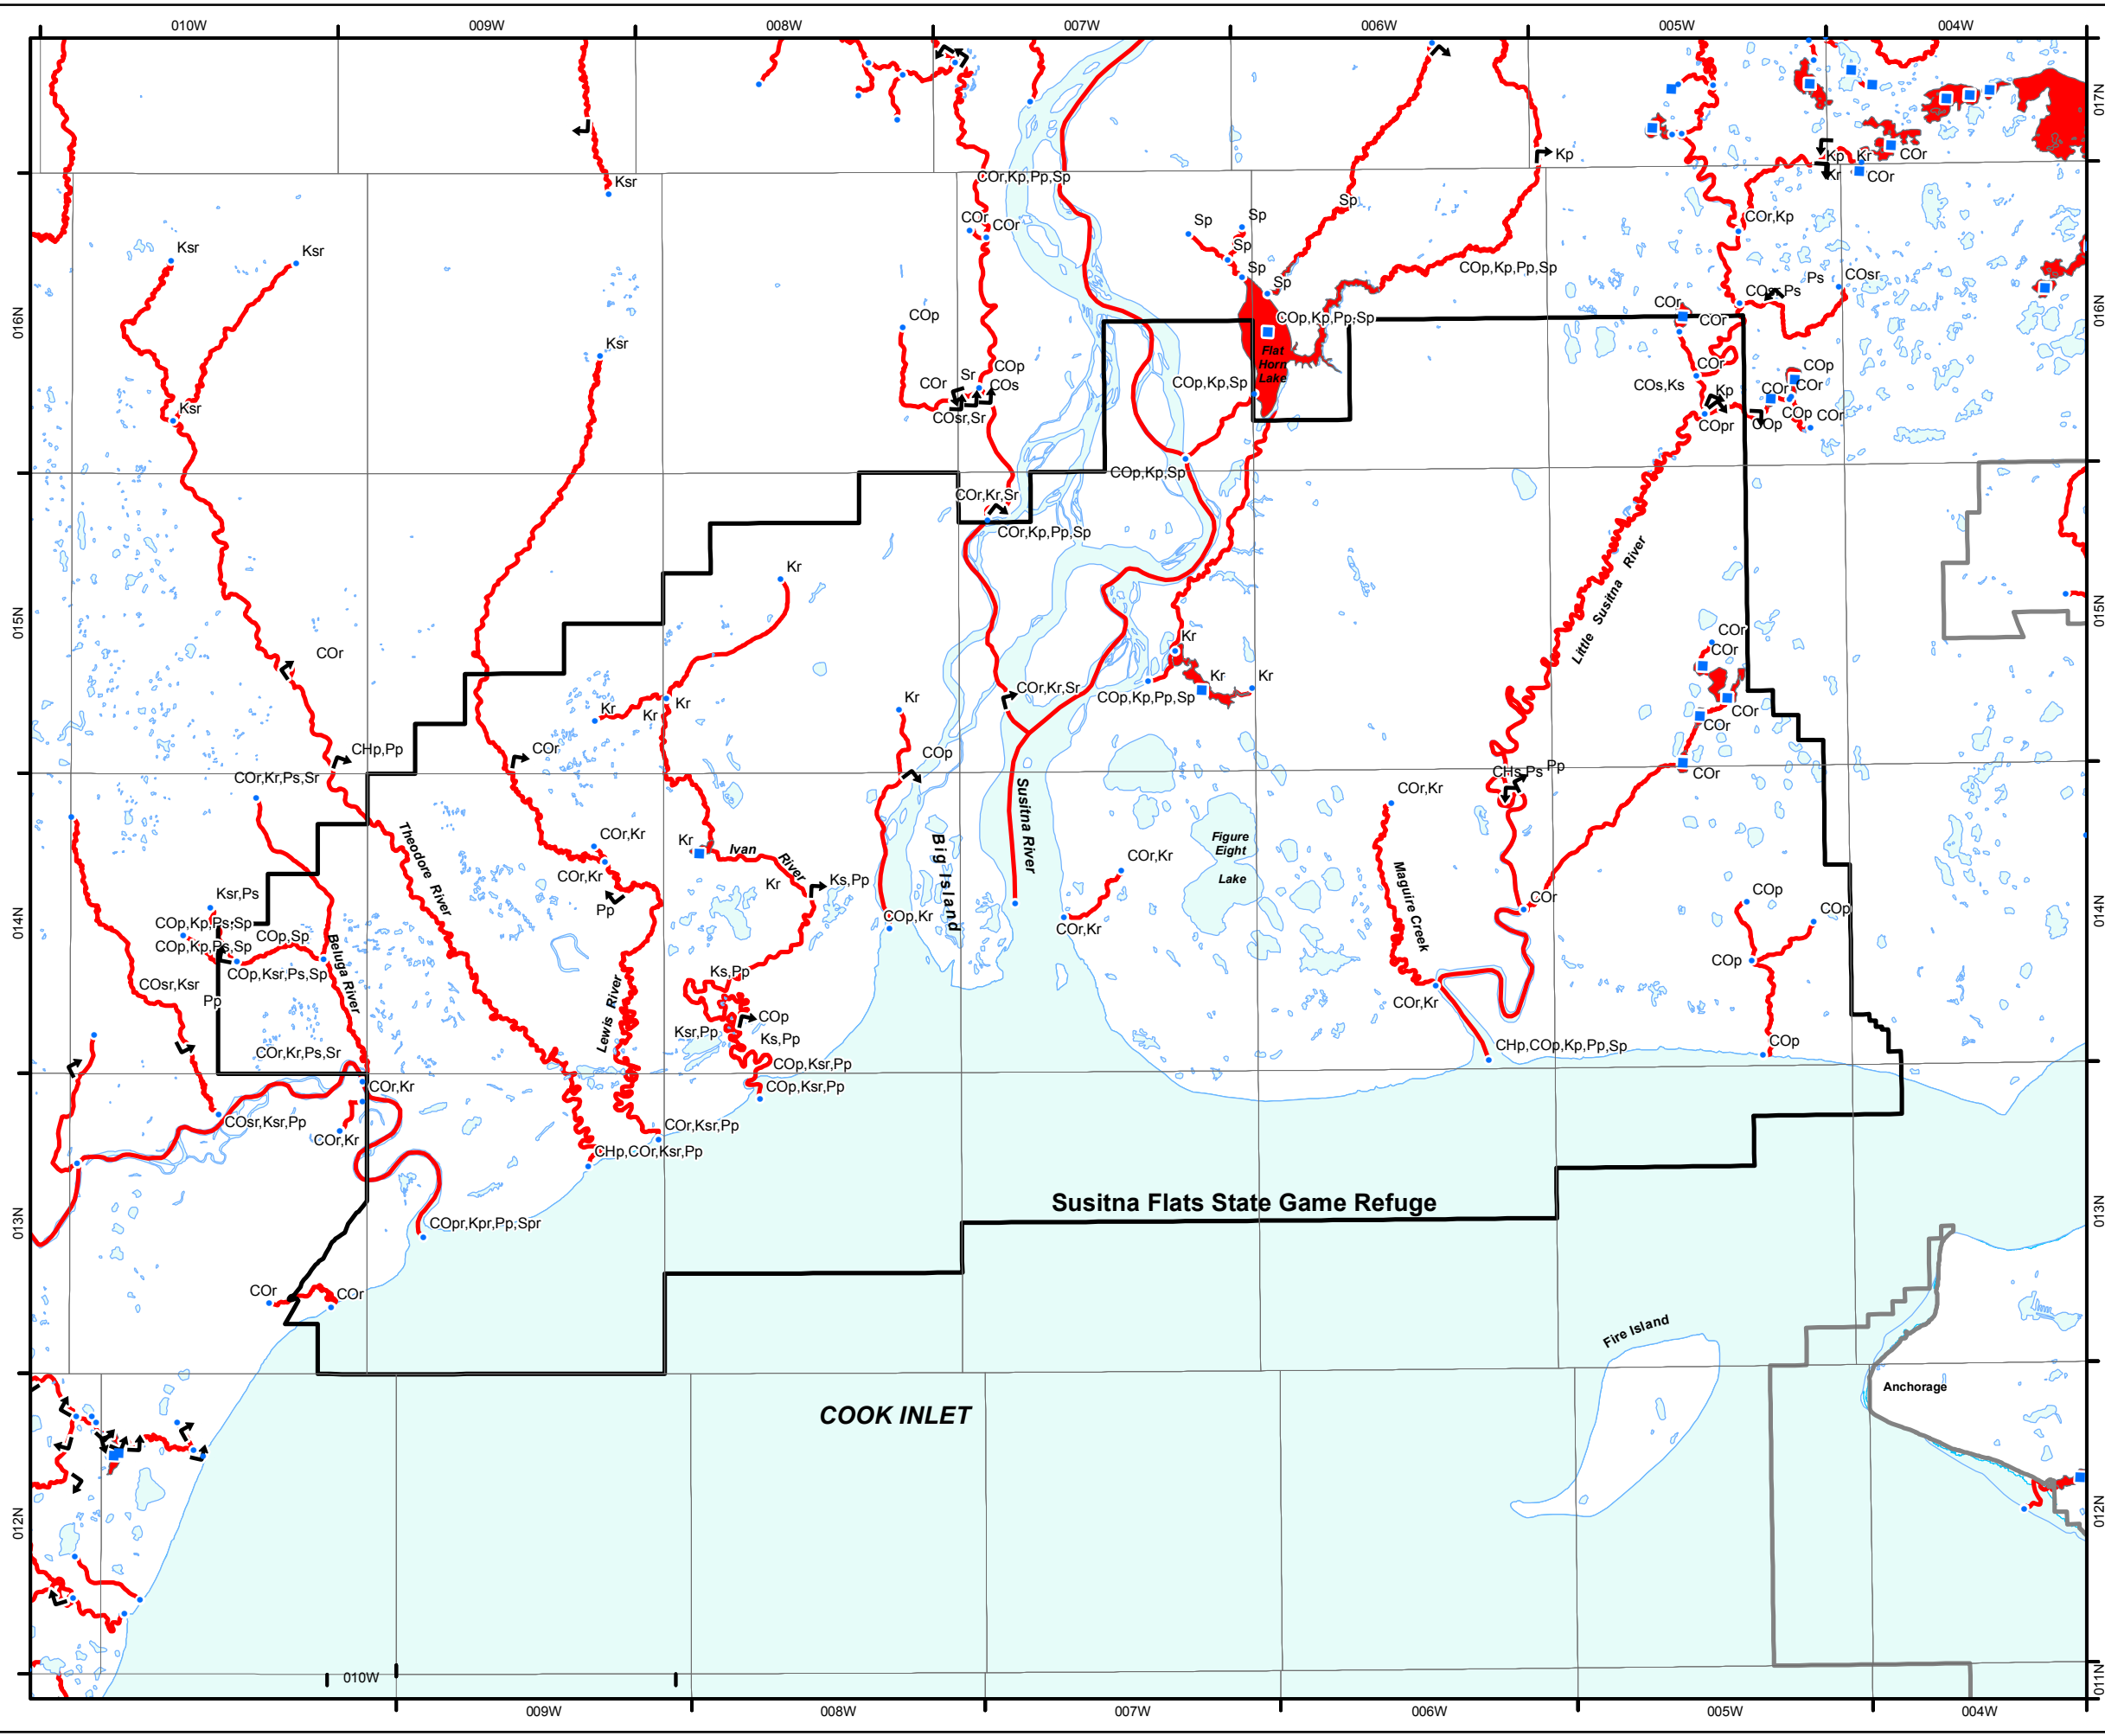 010W
009W
008W
007W
006W
005W
004W
017N
Kp
Kp
Kr
COr
Kr
COr
Ksr
COr,Kp,Pp,Sp
Sp
COr
COr
Sp
Sp
COr,Kp
Ksr
Ksr
Sp
Sp
Sp
COp,Kp,Pp,Sp
Ps
COsr
COsr,Ps
016N
016N
COp
COp,Kp,Pp,Sp
COr
COr
Ksr
Flat
Horn
Lake
COr
Sr
COp
COs
COp,Kp,Sp
COr
COs,Ks
Kp
COp
COr
COr
Ksr
COsr,Sr
COpr
COp
COp
COr
COp,Kp,Sp
COr,Kr,Sr
COr,Kp,Pp,Sp
Kr
Little Susitna River
015N
015N
COr
Kr
COr
COr
Kr
COr,Kr,Sr
COp,Kp,Pp,Sp
Kr
Kr
Kr
Kr
Kr
Kr
COr
COr
CHp,Pp
COr
COp
CHs,Ps
Pp
COr
COr,Kr,Ps,Sr
Susitna River
COr,Kr
Theodore River
COr,Kr
Kr
Ivan
River
Big Island
Figure
Eight
Lake
COr,Kr
COr,Kr
Kr
Ks,Pp
Maguire Creek
COp
Ksr,Ps
Pp
COr
COp
014N
014N
COp,Kp,Ps,Sp
COp,Sp
COp,Kr
COr,Kr
COp,Kp,Ps,Sp
Beluga River
COp,Ksr,Ps,Sp
COp
COsr,Ksr
Pp
Lewis River
Ks,Pp
COr,Kr
COp
Ksr,Pp
Ks,Pp
COr,Kr,Ps,Sr
COp,Ksr,Pp
CHp,COp,Kp,Pp,Sp
COp
COr,Kr
COp,Ksr,Pp
COsr,Ksr,Pp
COr,Kr
COr,Ksr,Pp
CHp,COr,Ksr,Pp
Susitna Flats State Game Refuge
013N
013N
COpr,Kpr,Pp,Spr
COr
COr
Fire Island
Anchorage
COOK INLET
012N
012N
010W
011N
009W
008W
007W
006W
005W
004W